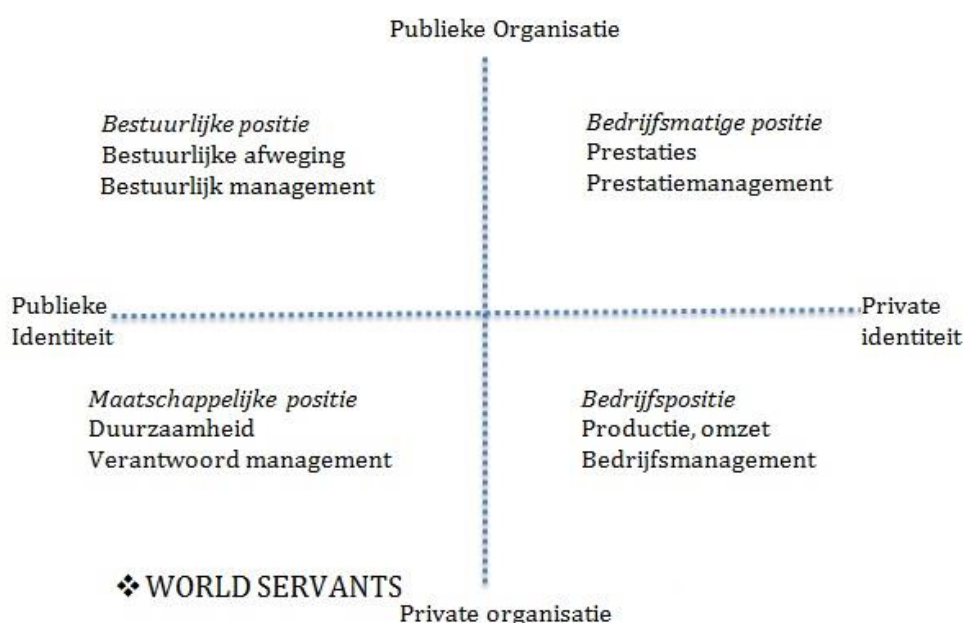 Publieke Organisatie
Bestuurlijke positie
Bestuurlijke afweging
Bestuurlijk management
Bedrijfsmatige positie
Prestaties
Prestatiemanagement
Publieke
Identiteit
Private
identiteit
Maatschappelijke positie
Duurzaamheid
Verantwoord management
Bedrijfspositie
Productie, omzet
Bedrijfsmanagement
❖ WORLD SERVANTS
Private organisatie